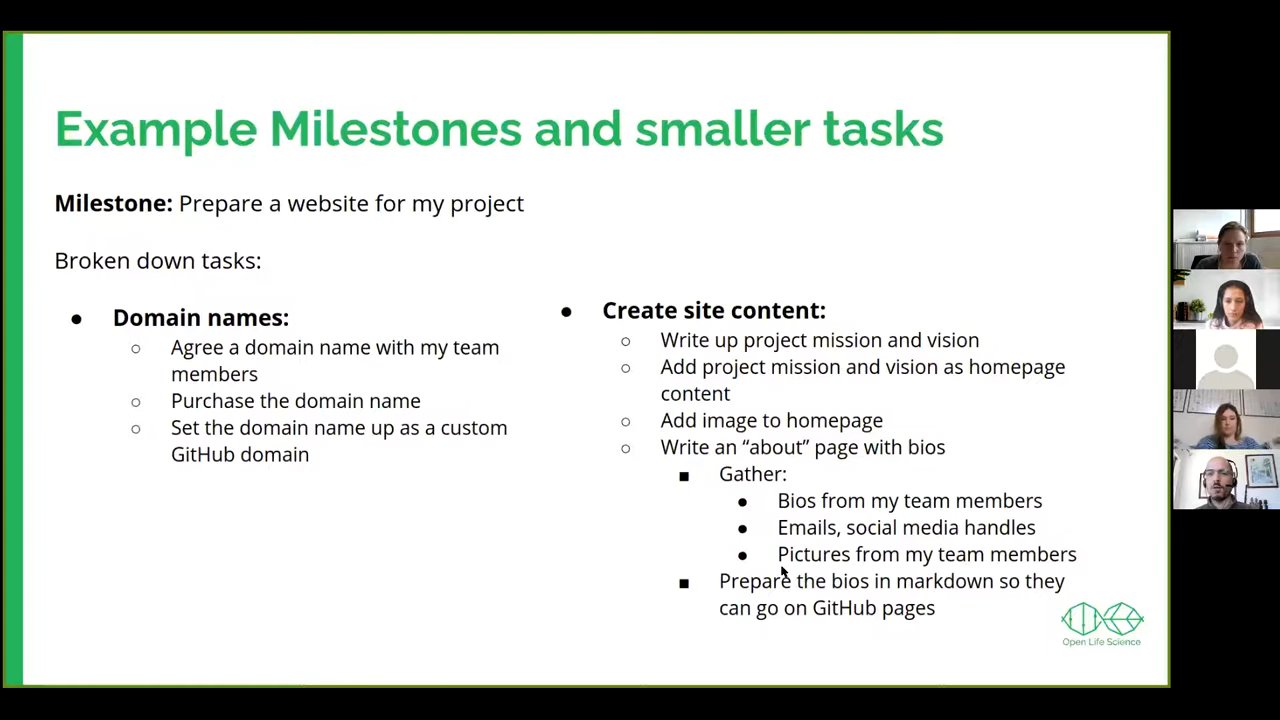 Example Milestones and smaller tasks
Milestone: Prepare a website for my project
Broken down tasks:
● Domain names:
○ Agree a domain name with my team
members
○ Purchase the domain name
○ Set the domain name up as a custom
GitHub domain
● Create site content:
○ Write up project mission and vision
○ Add project mission and vision as homepage
content
○ Add image to homepage
○ Write an “about” page with bios
■ Gather:
● Bios from my team members
● Emails, social media handles
● Pictures from my team members
■ Prepare the bios in markdown so they
can go on GitHub pages
Open Life Science